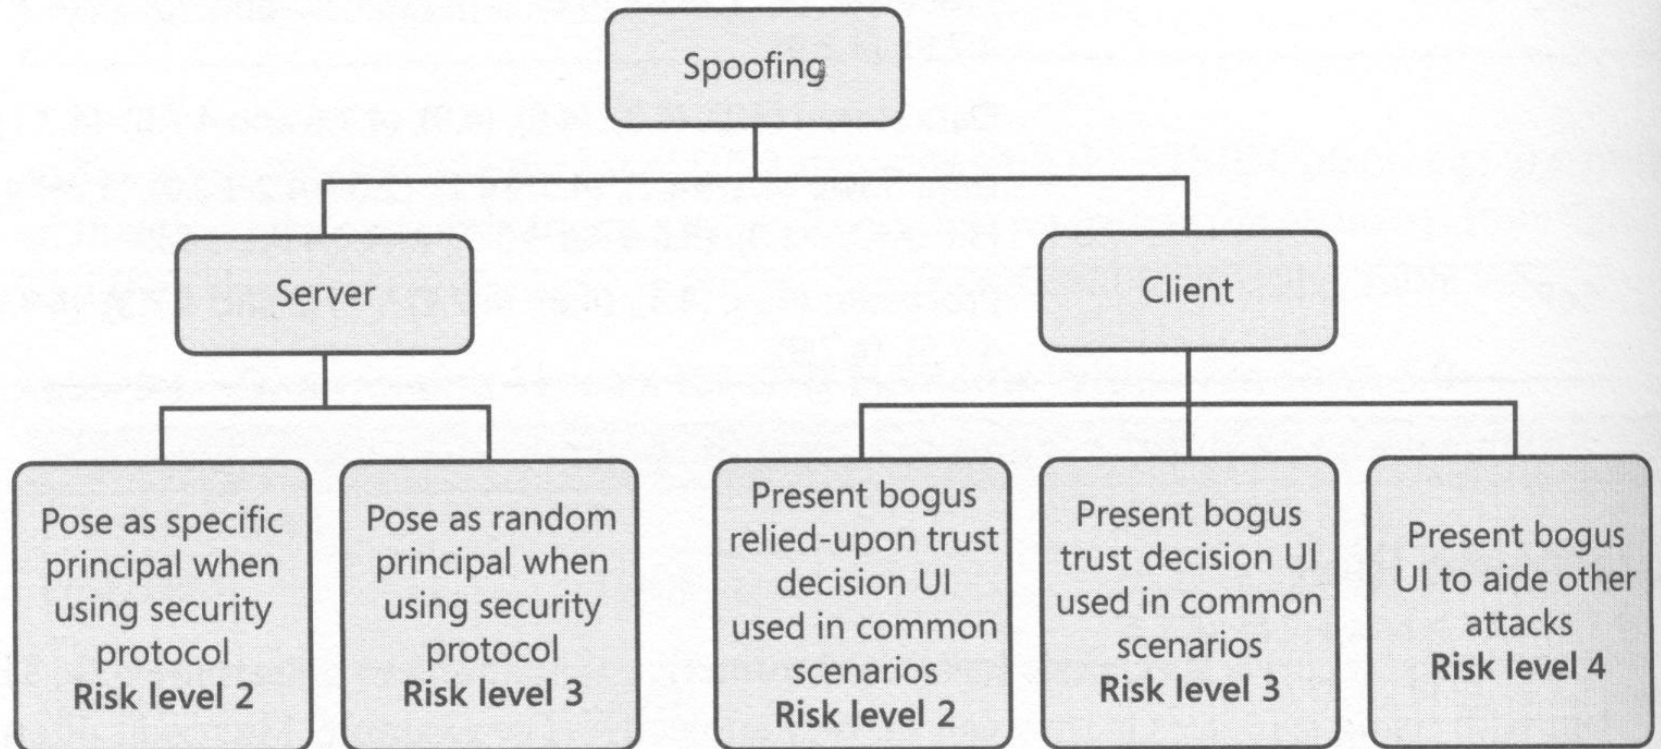 Spoofing
Server
Client
Pose as specific
principal when
using security
protocol
Risk level 2
Pose as random
principal when
using security
protocol
Risk level 3
Present bogus
relied-upon trust
decision UI
used in common
scenarios
Risk level 2
Present bogus
trust decision UI
used in common
scenarios
Risk level 3
Present bogus
UI to aide other
attacks
Risk level 4